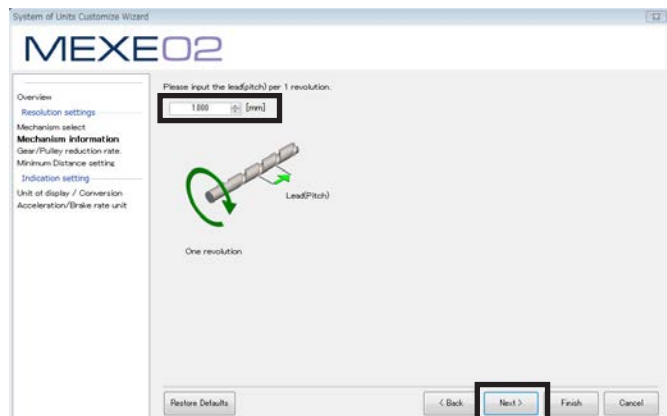 System of Units Customize Wizard
MEXE02
Please input the lead(pitch) per 1 revolution.
1.000 [mm]
Overview
Resolution settings
Mechanism select
Mechanism information
Gear/Pulley reduction rate.
Minimum Distance setting
Indication setting
Unit of display / Conversion
Acceleration/Brake rate unit
Lead(Pitch)
One revolution
Restore Defaults
< Back
Next >
Finish
Cancel